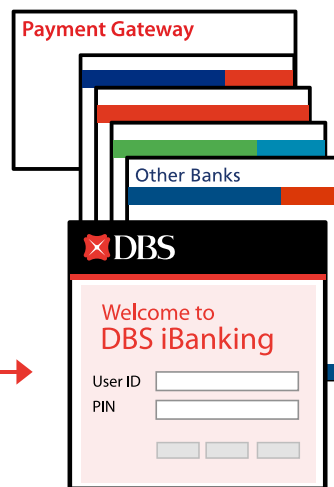 Payment Gateway
Other Banks
DBS
Welcome to
DBS iBanking
User ID
PIN